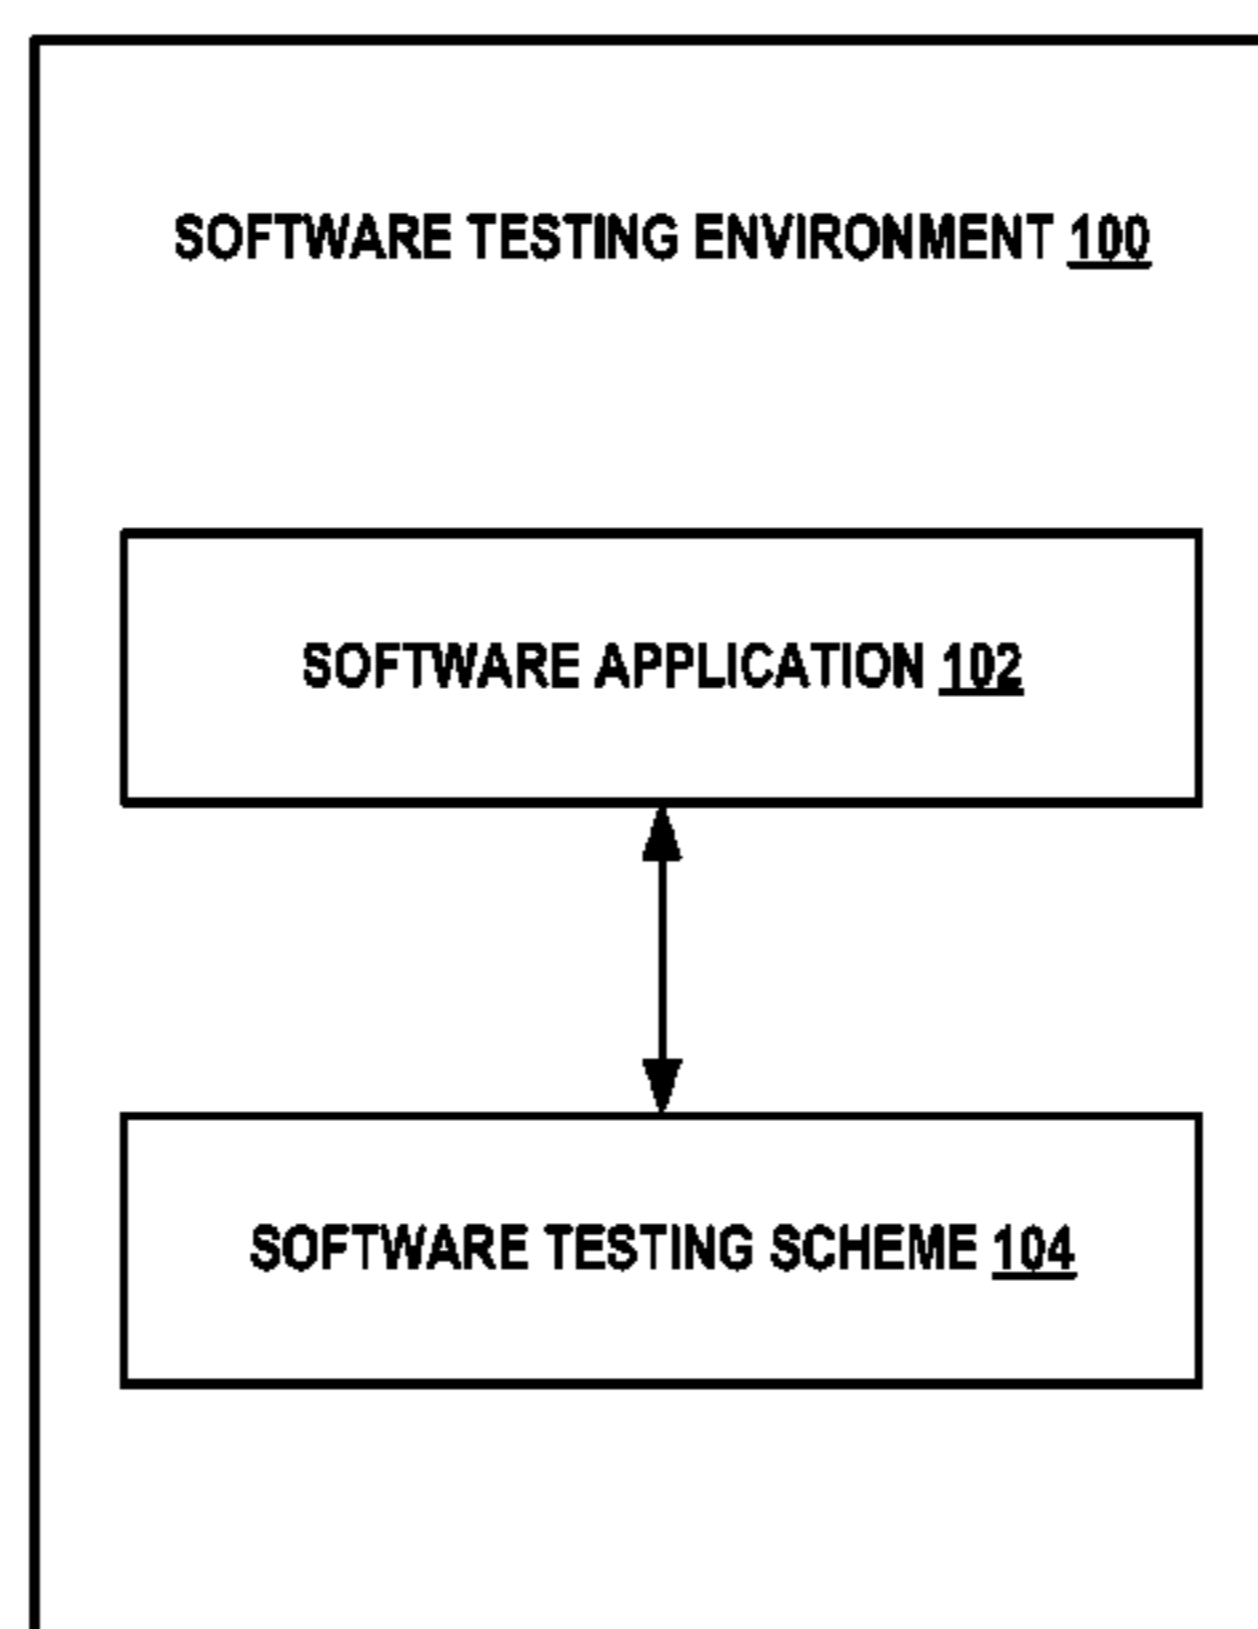 SOFTWARE TESTING ENVIRONMENT 100
SOFTWARE APPLICATION 102
SOFTWARE TESTING SCHEME 104